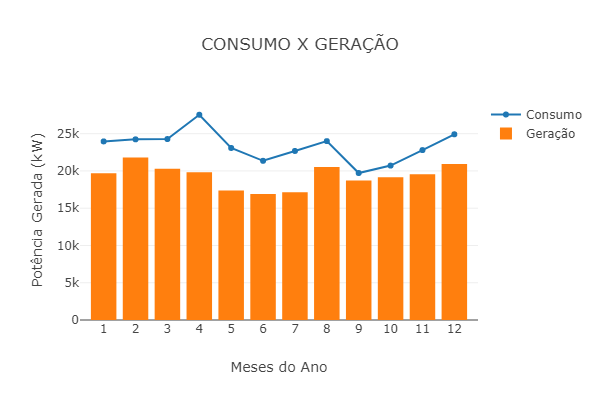 CONSUMO X GERAÇÃO
Consumo
Geração
Potência Gerada (kW)
25k
20k
15k
10k
5k
0
1 2 3 4 5 6 7 8 9 10 11 12
Meses do Ano